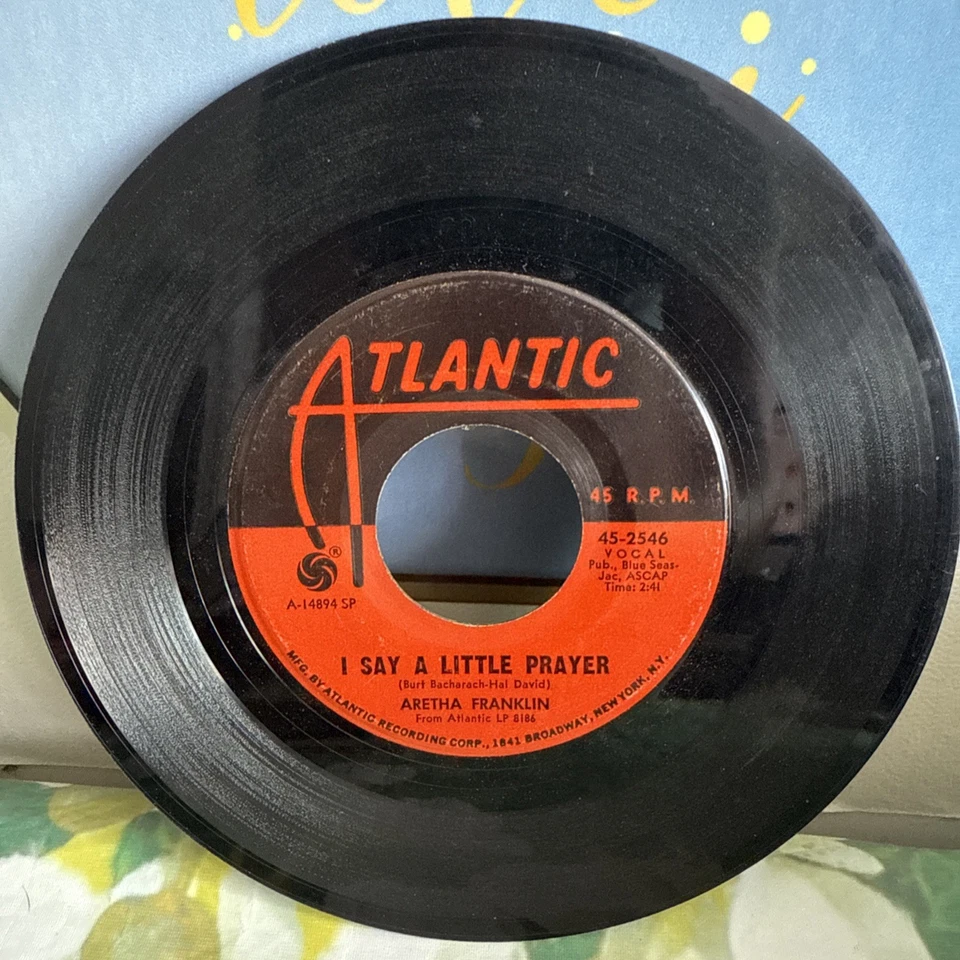 ATLANTIC
45 R.P.M.
45-2546
VOCAL
Pub., Blue Seas-
Jac, ASCAP
Time: 2:41
®
A-14894 SP
I SAY A LITTLE PRAYER
(Burt Bacharach-Hal David)
ARETHA FRANKLIN
From Atlantic LP 8186
MFG. BY ATLANTIC RECORDING CORP., 1841 BROADWAY, NEW YORK, N.Y.